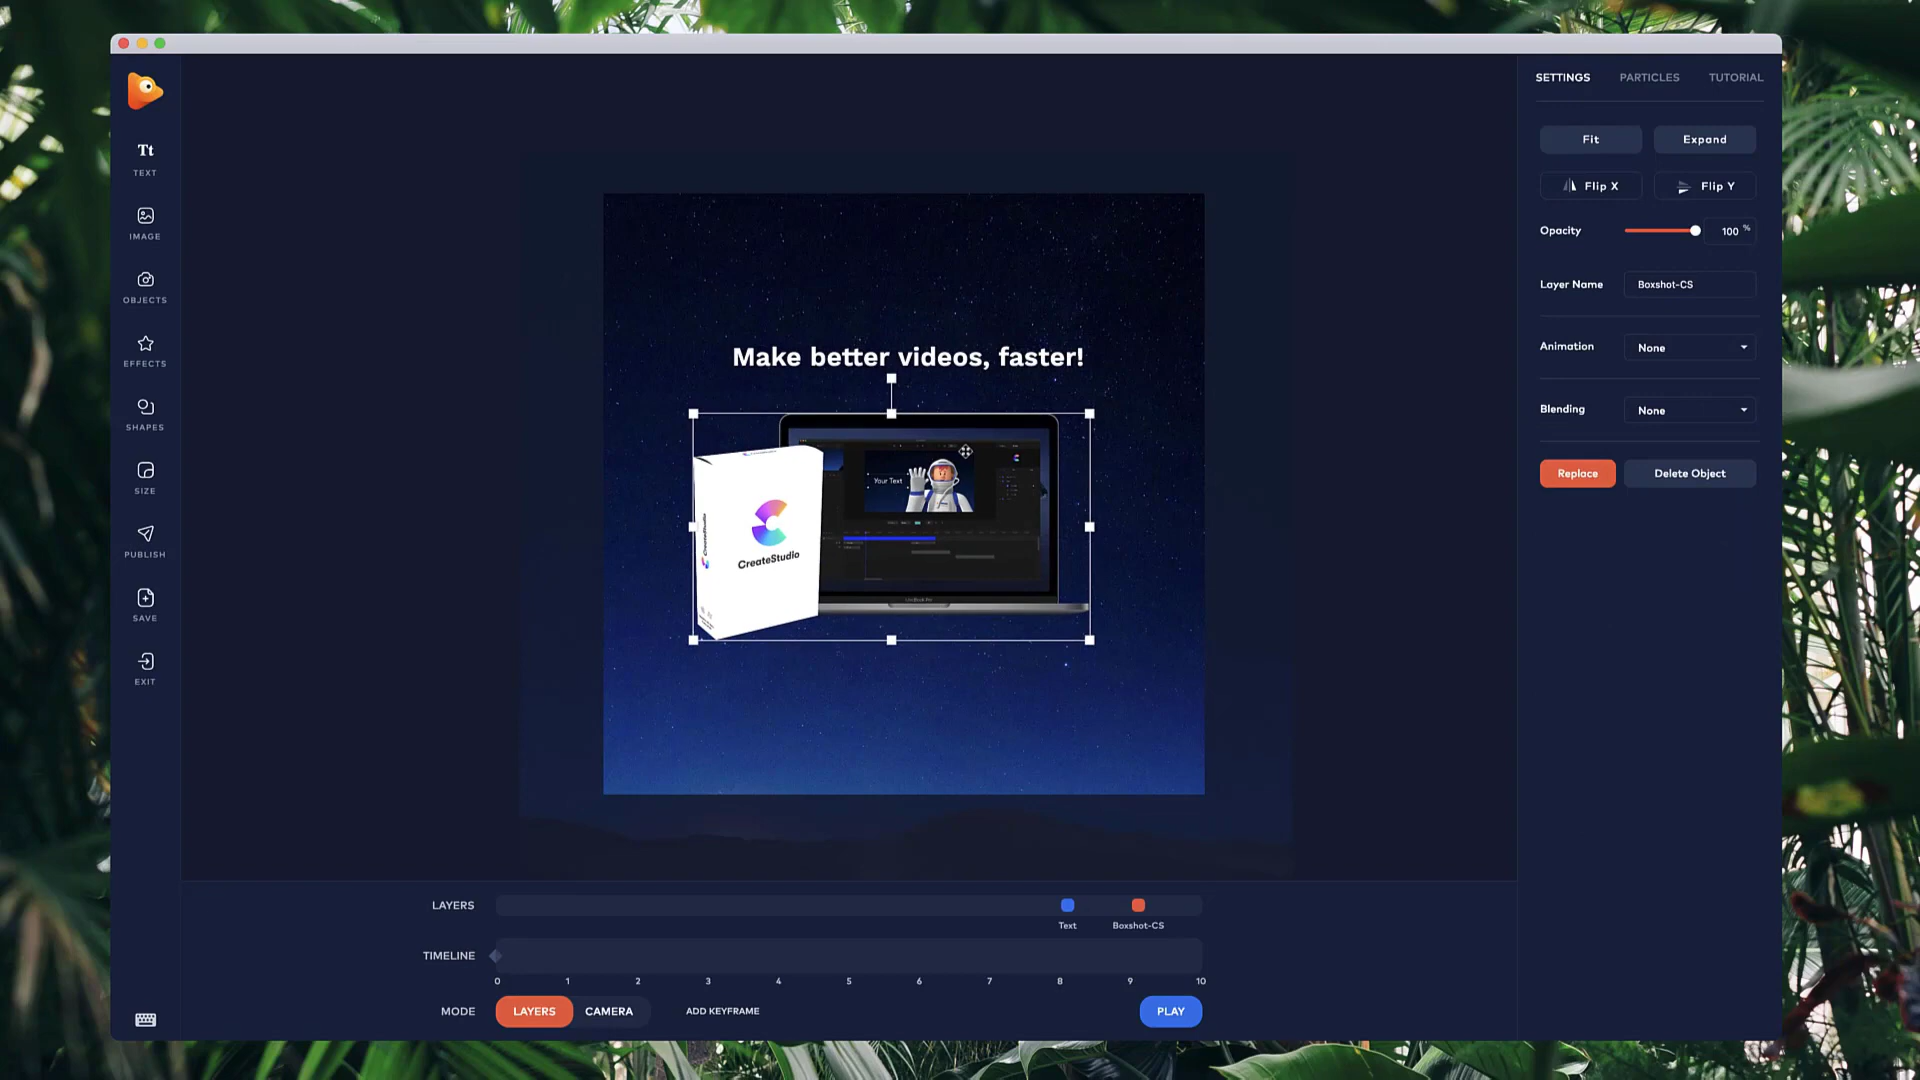 SETTINGS
PARTICLES
TUTORIAL
Tt
TEXT
IMAGE
OBJECTS
EFFECTS
SHAPES
SIZE
PUBLISH
SAVE
EXIT
Fit
Expand
Flip X
Flip Y
Opacity
100 %
Layer Name
Boxshot-CS
Animation
None
Blending
None
Replace
Delete Object
Make better videos, faster!
Your Text
CreateStudio
CreateStudio
MacBook Pro
LAYERS
Text
Boxshot-CS
TIMELINE
0 1 2 3 4 5 6 7 8 9 10
MODE
LAYERS
CAMERA
ADD KEYFRAME
PLAY